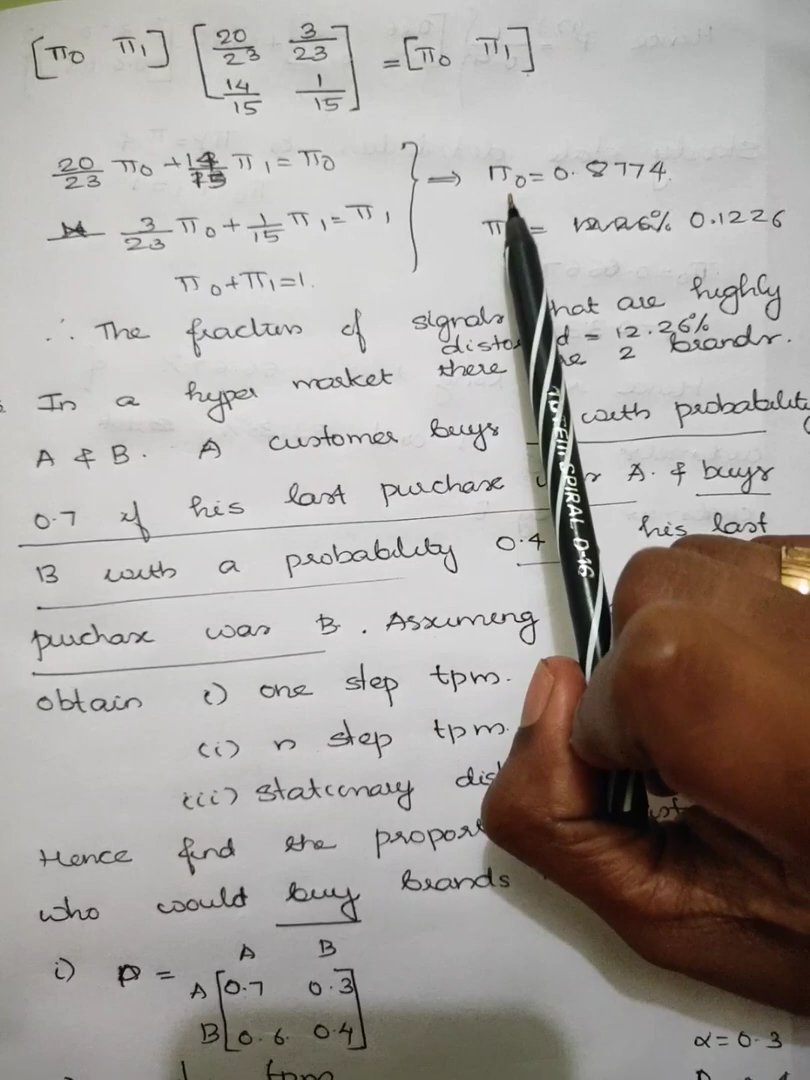 [π0 π1] [20/23 3/23
14/15 1/15] = [π0 π1]
20/23 π0 + 14/15 π1 = π0
3/23 π0 + 1/15 π1 = π1
π0 + π1 = 1.
⇒ π0 = 0.8774.
π = 0.1226
∴ The fraction of signals that are highly
= 12.26%
In a hyper market there 2 brands.
A & B. A customer buys with probability
0.7 if his last purchase A. & buys
B with a probability 0.4 his last
purchase was B. Assuming
obtain i) one step tpm.
ii) n step tpm.
iii) stationary
Hence find the
who would buy brands
i) P =
A B
A [0.7 0.3
B 0.6 0.4]
α = 0.3
tpm
TECHI SPIRAL 0.16